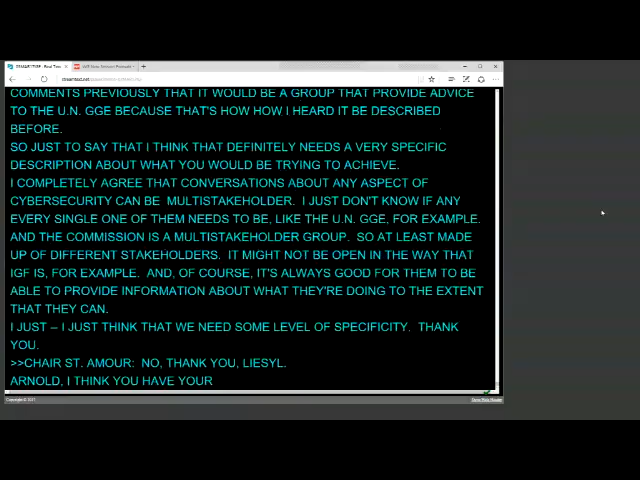 COMMENTS PREVIOUSLY THAT IT WOULD BE A GROUP THAT PROVIDE ADVICE
TO THE U.N. GGE BECAUSE THAT'S HOW HOW I HEARD IT BE DESCRIBED
BEFORE.
SO JUST TO SAY THAT I THINK THAT DEFINITELY NEEDS A VERY SPECIFIC
DESCRIPTION ABOUT WHAT YOU WOULD BE TRYING TO ACHIEVE.
I COMPLETELY AGREE THAT CONVERSATIONS ABOUT ANY ASPECT OF
CYBERSECURITY CAN BE MULTISTAKEHOLDER. I JUST DON'T KNOW IF ANY
EVERY SINGLE ONE OF THEM NEEDS TO BE, LIKE THE U.N. GGE, FOR EXAMPLE.
AND THE COMMISSION IS A MULTISTAKEHOLDER GROUP. SO AT LEAST MADE
UP OF DIFFERENT STAKEHOLDERS. IT MIGHT NOT BE OPEN IN THE WAY THAT
IGF IS, FOR EXAMPLE. AND, OF COURSE, IT'S ALWAYS GOOD FOR THEM TO BE
ABLE TO PROVIDE INFORMATION ABOUT WHAT THEY'RE DOING TO THE EXTENT
THAT THEY CAN.
I JUST – I JUST THINK THAT WE NEED SOME LEVEL OF SPECIFICITY. THANK
YOU.
>>CHAIR ST. AMOUR: NO, THANK YOU, LIESYL.
ARNOLD, I THINK YOU HAVE YOUR